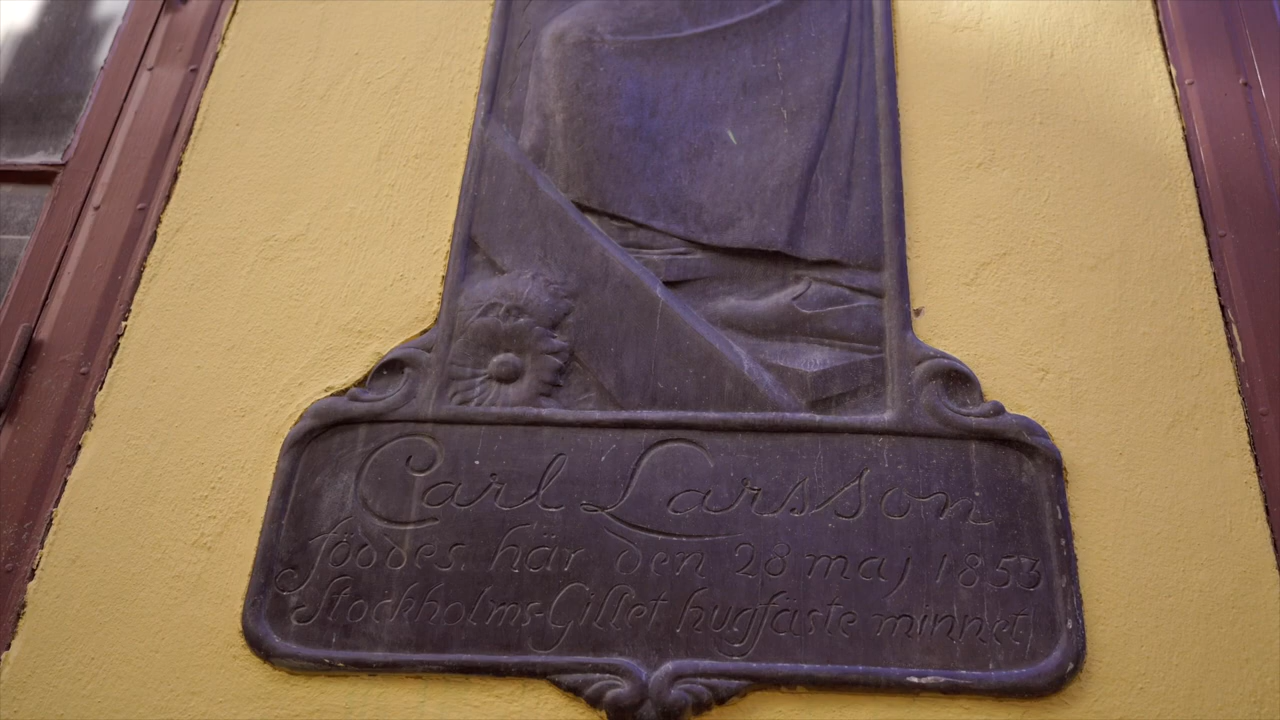 Carl Larsson
föddes här den 28 maj 1853
Stockholms-Gillet hugfäste minnet